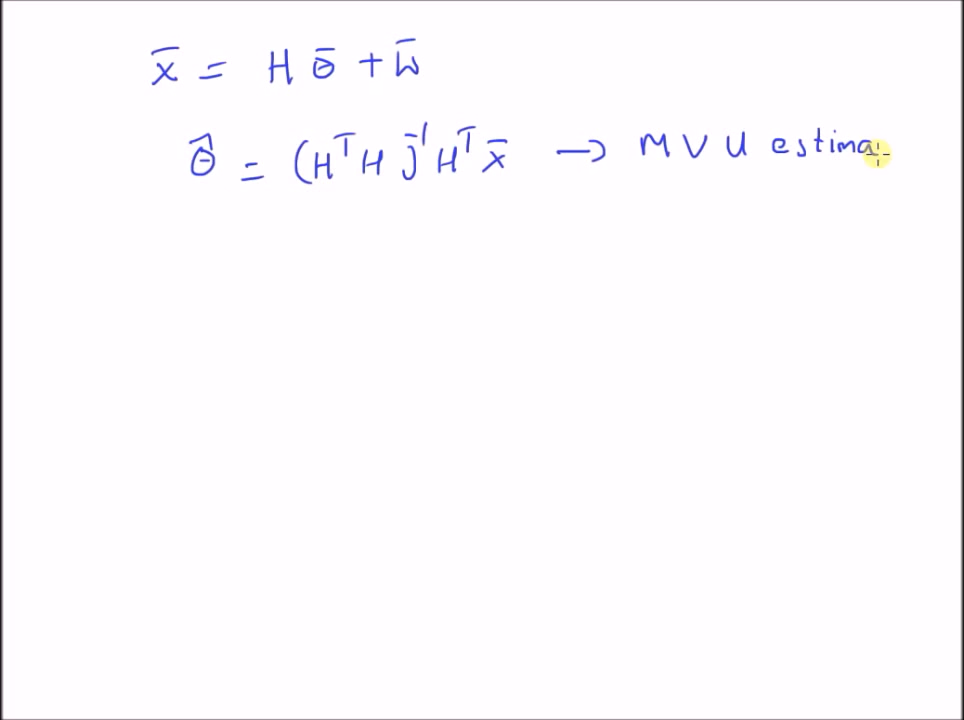 x̄ = H θ̄ + w̄
θ̂ = (HᵀH)⁻¹Hᵀx̄ → MVU estima